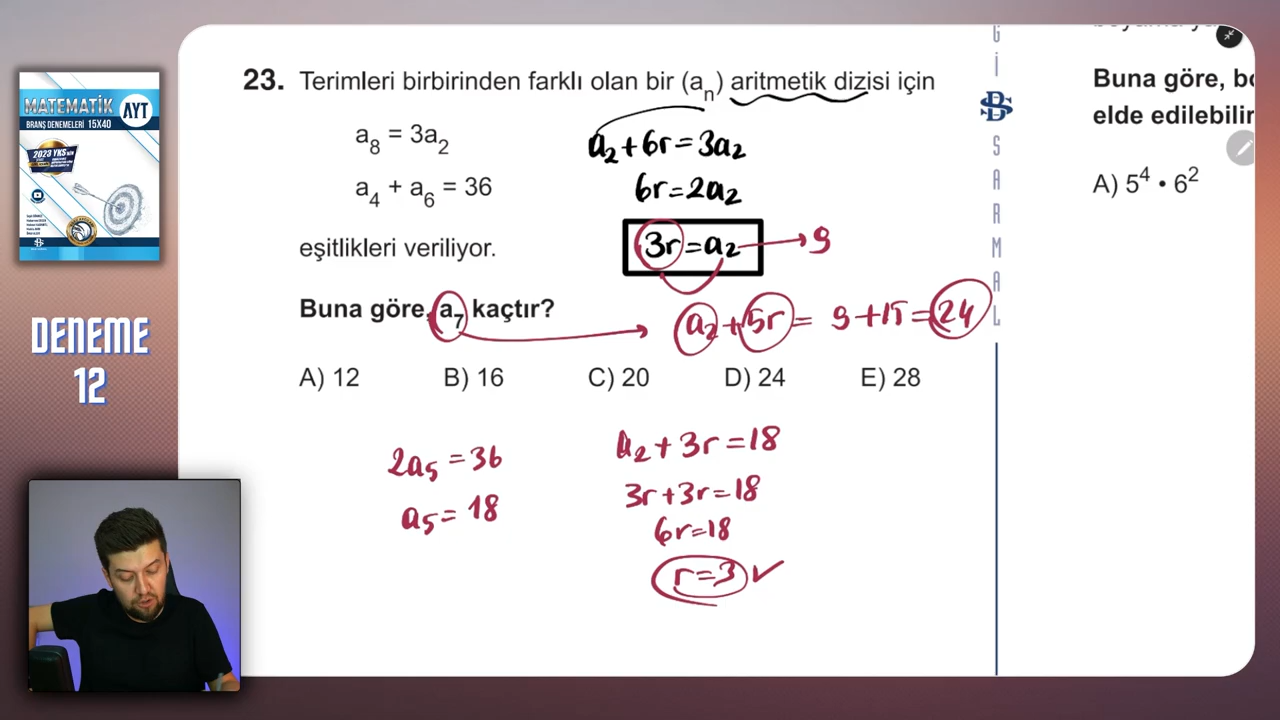 MATEMATİK AYT
BRANŞ DENEMELERİ 15X40
2023 YKS'NİN
DENEME
12
23. Terimleri birbirinden farklı olan bir (aₙ) aritmetik dizisi için
a₈ = 3a₂
a₄ + a₆ = 36
eşitlikleri veriliyor.
Buna göre, a₇ kaçtır?
A) 12 B) 16 C) 20 D) 24 E) 28
a₂+6r=3a₂
6r=2a₂
3r=a₂ → 9
a₂+5r= 9+15=24
2a₅=36
a₅=18
a₂+3r=18
3r+3r=18
6r=18
r=3 ✓
G
İ
S
A
R
M
A
L
Buna göre, bo
elde edilebilir
A) 5⁴ • 6²